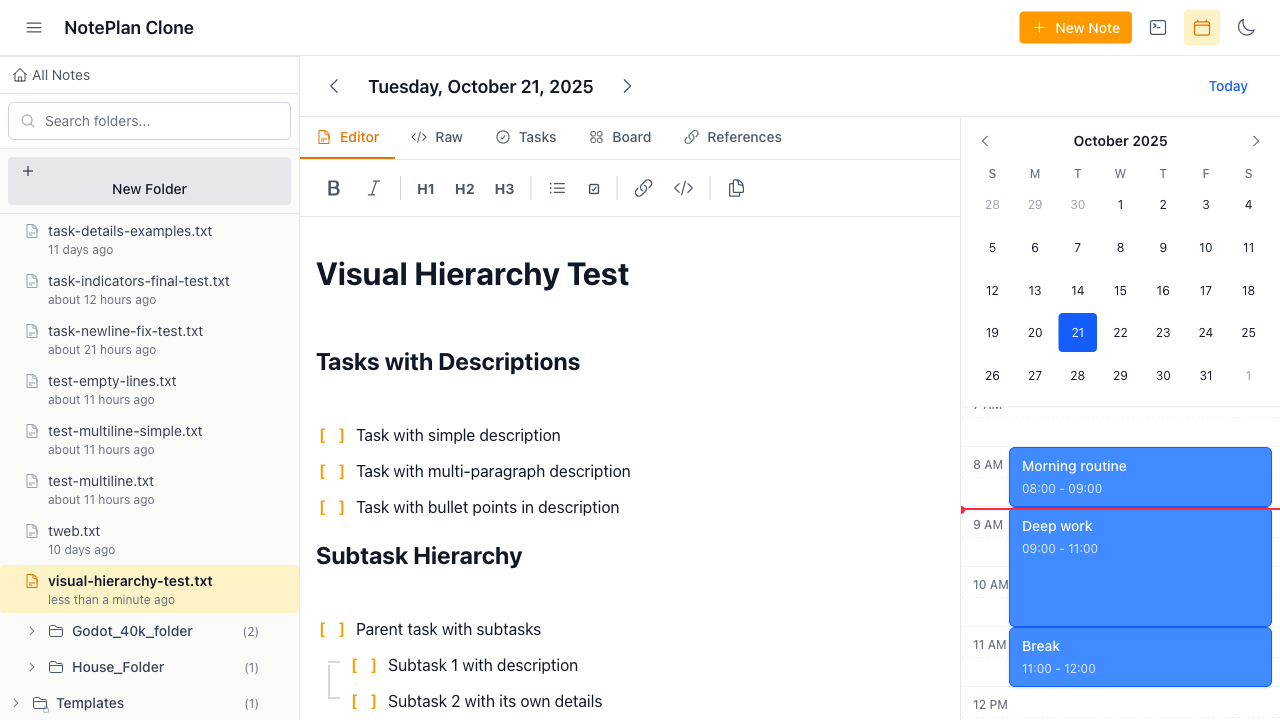 NotePlan Clone
New Note
All Notes
Search folders...
New Folder
task-details-examples.txt
11 days ago
task-indicators-final-test.txt
about 12 hours ago
task-newline-fix-test.txt
about 21 hours ago
test-empty-lines.txt
about 11 hours ago
test-multiline-simple.txt
about 11 hours ago
test-multiline.txt
about 11 hours ago
tweb.txt
10 days ago
visual-hierarchy-test.txt
less than a minute ago
Godot_40k_folder (2)
House_Folder (1)
Templates (1)
Tuesday, October 21, 2025
Today
Editor </> Raw Tasks Board References
B I H1 H2 H3 </>
Visual Hierarchy Test
Tasks with Descriptions
[ ] Task with simple description
[ ] Task with multi-paragraph description
[ ] Task with bullet points in description
Subtask Hierarchy
[ ] Parent task with subtasks
[ ] Subtask 1 with description
[ ] Subtask 2 with its own details
October 2025
S M T W T F S
28 29 30 1 2 3 4
5 6 7 8 9 10 11
12 13 14 15 16 17 18
19 20 21 22 23 24 25
26 27 28 29 30 31 1
7 AM
8 AM
Morning routine
08:00 - 09:00
9 AM
Deep work
09:00 - 11:00
10 AM
11 AM
Break
11:00 - 12:00
12 PM